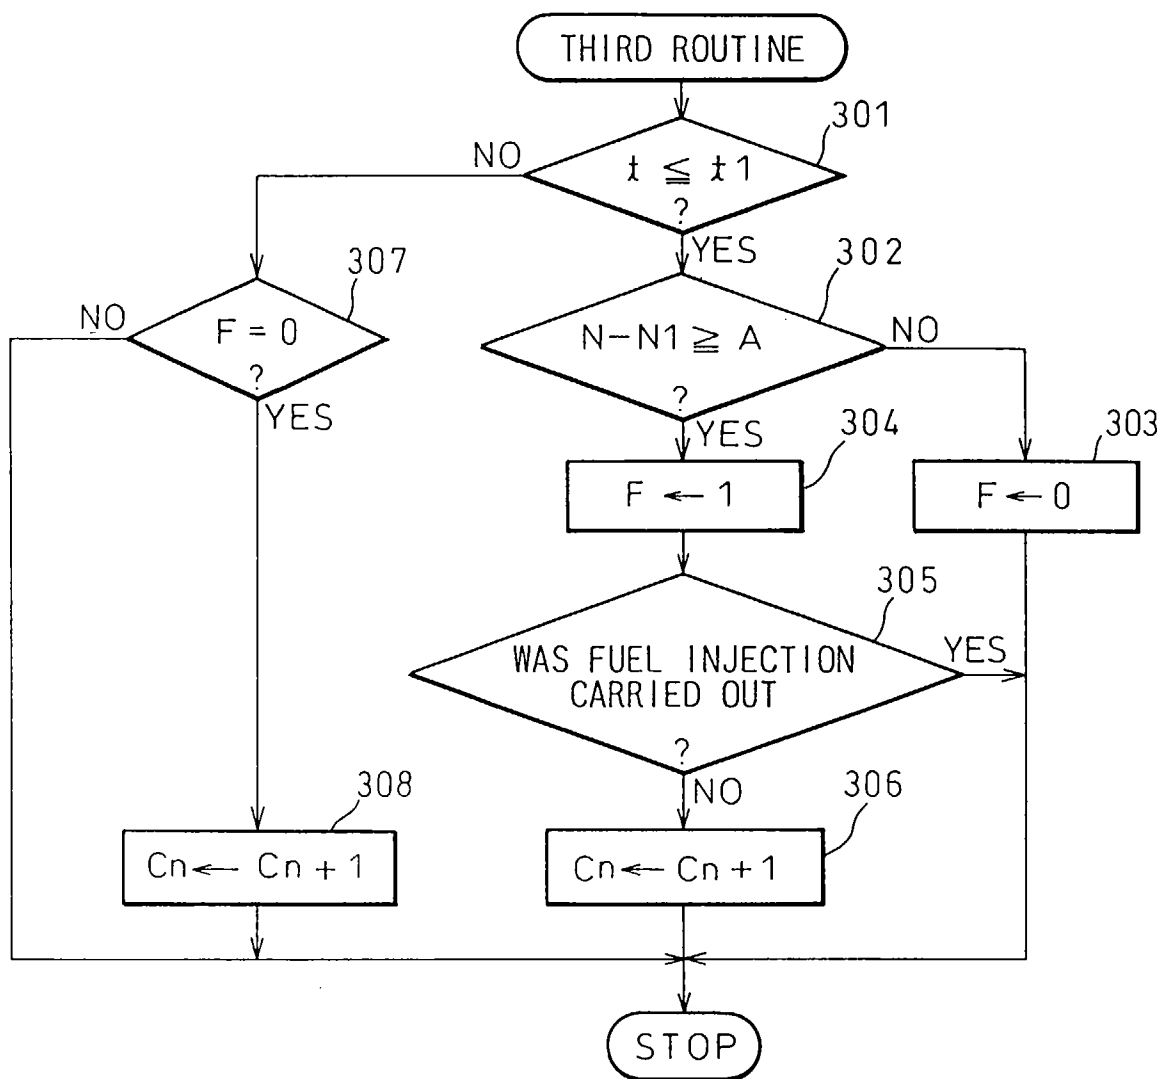 THIRD ROUTINE
301
NO
t ≦ t1
?
YES
302
307
NO
F = 0
?
YES
N-N1 ≧ A
?
NO
YES
304
303
F ← 1
F ← 0
305
WAS FUEL INJECTION
CARRIED OUT
?
YES
NO
308
306
Cn ← Cn + 1
Cn ← Cn + 1
STOP